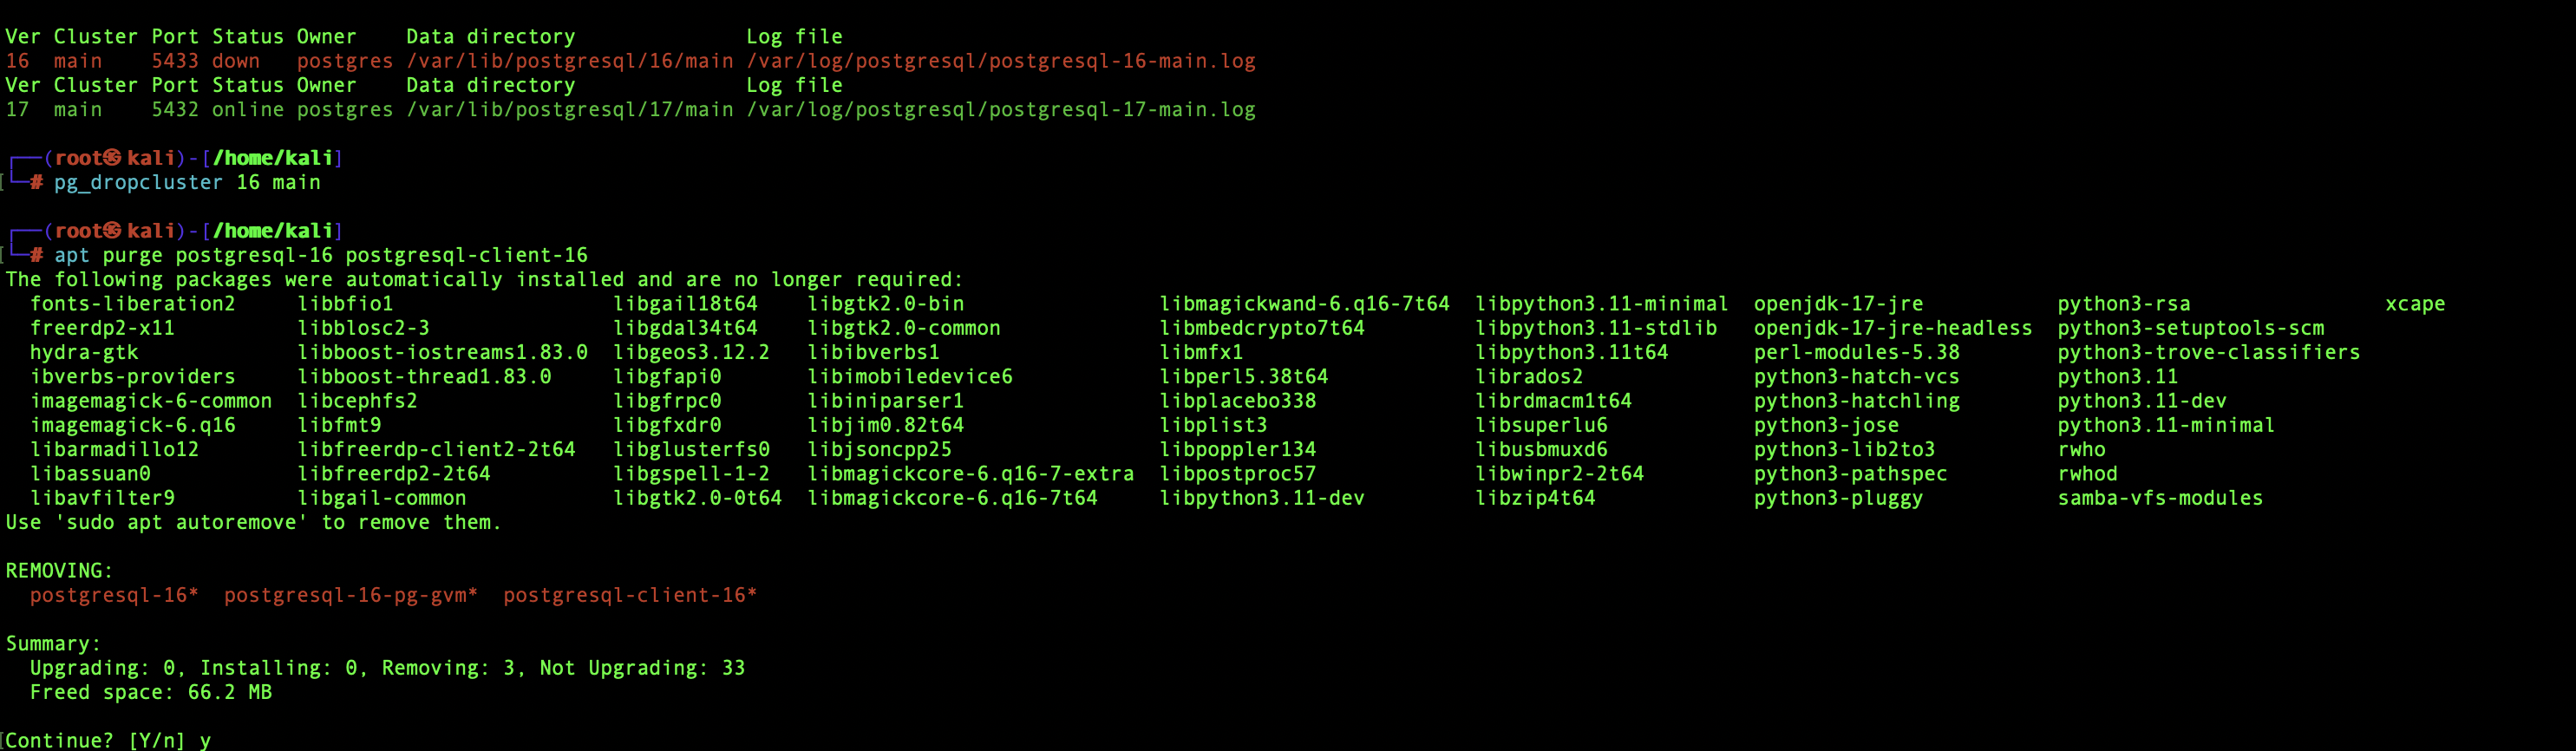 Ver Cluster Port Status Owner    Data directory              Log file
16  main    5433 down   postgres /var/lib/postgresql/16/main /var/log/postgresql/postgresql-16-main.log
Ver Cluster Port Status Owner    Data directory              Log file
17  main    5432 online postgres /var/lib/postgresql/17/main /var/log/postgresql/postgresql-17-main.log
┌──(root㉿kali)-[/home/kali]
└─# pg_dropcluster 16 main
┌──(root㉿kali)-[/home/kali]
└─# apt purge postgresql-16 postgresql-client-16
The following packages were automatically installed and are no longer required:
  fonts-liberation2 libbfio1 libgail18t64 libgtk2.0-bin libmagickwand-6.q16-7t64 libpython3.11-minimal openjdk-17-jre python3-rsa xcape
  freerdp2-x11 libblosc2-3 libgdal34t64 libgtk2.0-common libmbedcrypto7t64 libpython3.11-stdlib openjdk-17-jre-headless python3-setuptools-scm
  hydra-gtk libboost-iostreams1.83.0 libgeos3.12.2 libibverbs1 libmfx1 libpython3.11t64 perl-modules-5.38 python3-trove-classifiers
  ibverbs-providers libboost-thread1.83.0 libgfapi0 libimobiledevice6 libperl5.38t64 librados2 python3-hatch-vcs python3.11
  imagemagick-6-common libcephfs2 libgfrpc0 libiniparser1 libplacebo338 librdmacm1t64 python3-hatchling python3.11-dev
  imagemagick-6.q16 libfmt9 libgfxdr0 libjim0.82t64 libplist3 libsuperlu6 python3-jose python3.11-minimal
  libarmadillo12 libfreerdp-client2-2t64 libglusterfs0 libjsoncpp25 libpoppler134 libusbmuxd6 python3-lib2to3 rwho
  libassuan0 libfreerdp2-2t64 libgspell-1-2 libmagickcore-6.q16-7-extra libpostproc57 libwinpr2-2t64 python3-pathspec rwhod
  libavfilter9 libgail-common libgtk2.0-0t64 libmagickcore-6.q16-7t64 libpython3.11-dev libzip4t64 python3-pluggy samba-vfs-modules
Use 'sudo apt autoremove' to remove them.
REMOVING:
  postgresql-16*  postgresql-16-pg-gvm*  postgresql-client-16*
Summary:
  Upgrading: 0, Installing: 0, Removing: 3, Not Upgrading: 33
  Freed space: 66.2 MB
Continue? [Y/n] y